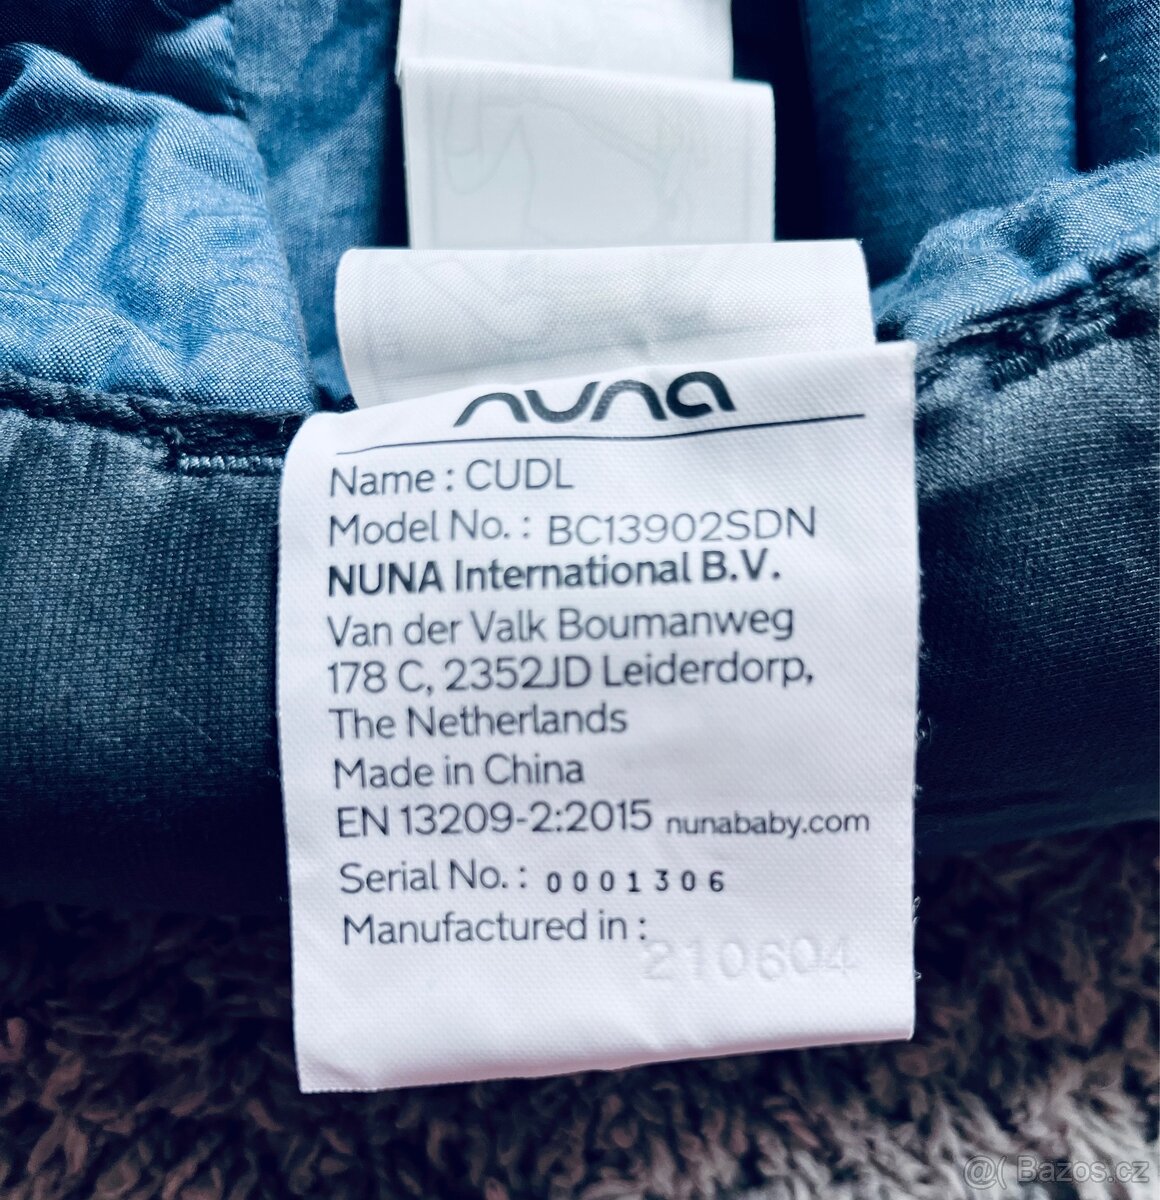 nuna
Name : CUDL
Model No. : BC13902SDN
NUNA International B.V.
Van der Valk Boumanweg
178 C, 2352JD Leiderdorp,
The Netherlands
Made in China
EN 13209-2:2015 nunababy.com
Serial No. : 0001306
Manufactured in :
210604
@( Bazos.cz